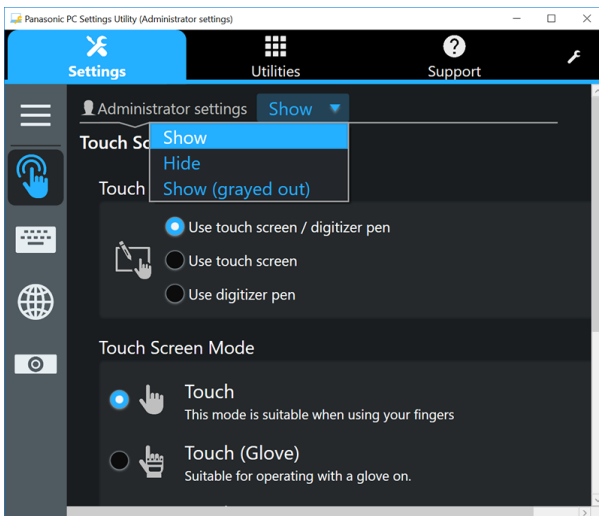 Panasonic PC Settings Utility (Administrator settings)
Settings Utilities Support
Administrator settings Show
Show
Touch Sc
Hide
Touch
Show (grayed out)
Use touch screen / digitizer pen
Use touch screen
Use digitizer pen
Touch Screen Mode
Touch
This mode is suitable when using your fingers
Touch (Glove)
Suitable for operating with a glove on.